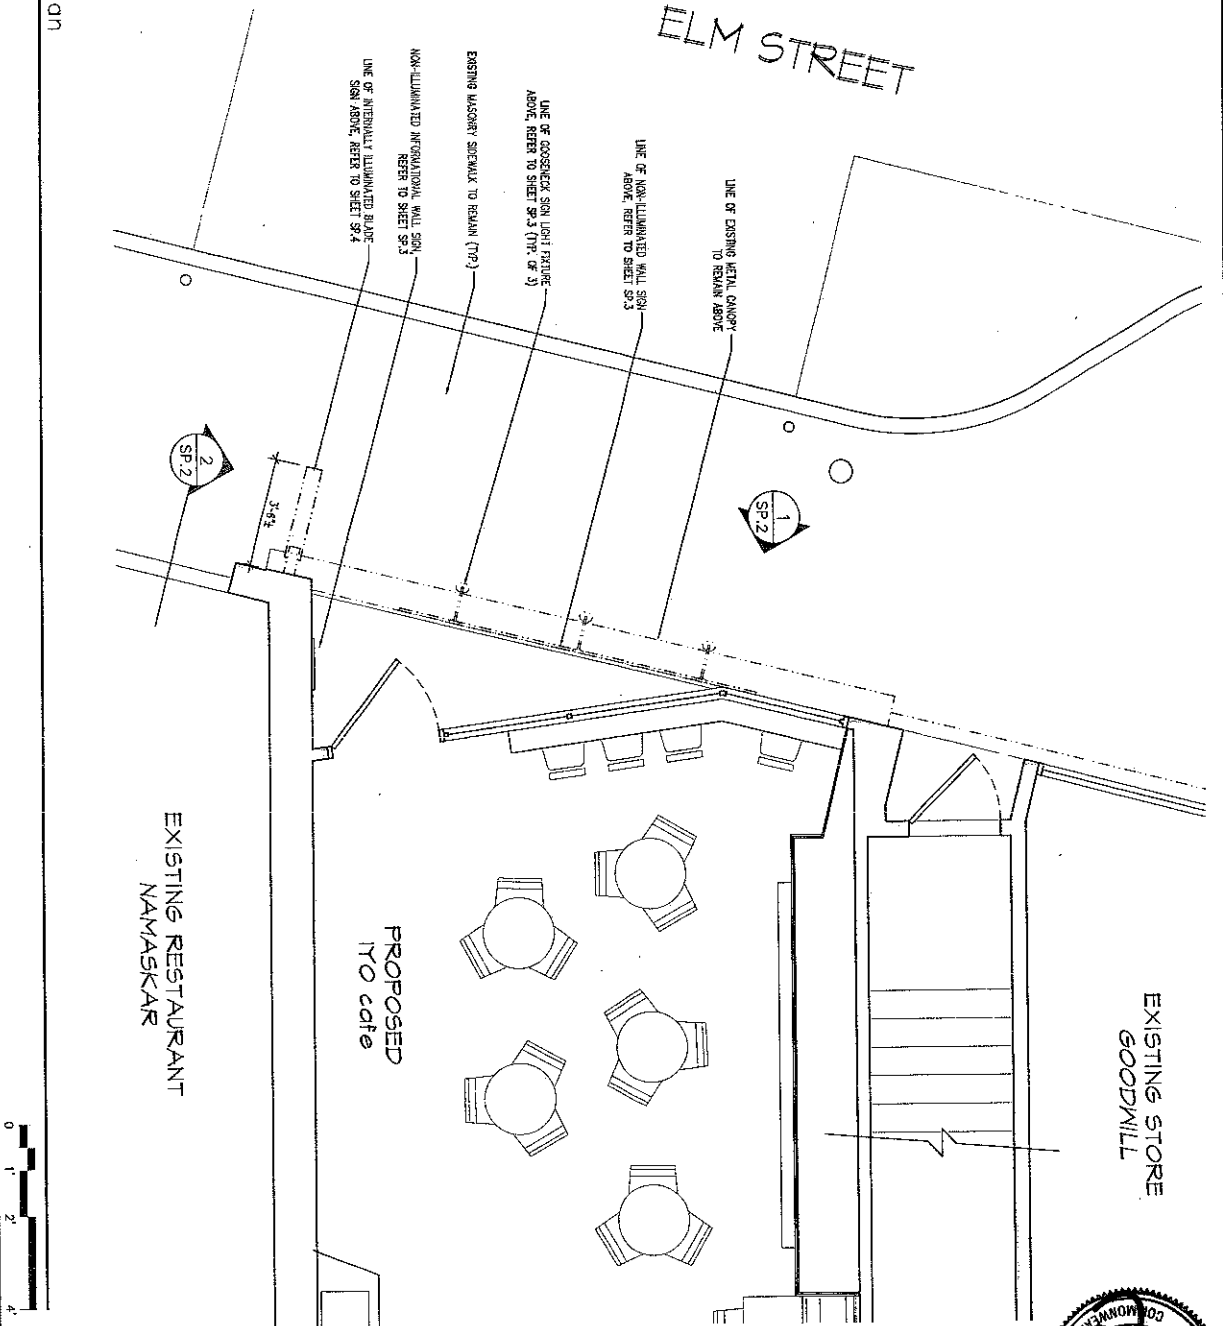 ELM STREET
LINE OF EXISTING METAL CANOPY
TO REMAIN ABOVE
LINE OF NON-ILLUMINATED WALL SIGN
ABOVE, REFER TO SHEET SP.3
LINE OF GOOSENECK SIGN LIGHT FIXTURE
ABOVE, REFER TO SHEET SP.3 (TYP. OF 3)
EXISTING MASONRY SIDEWALK TO REMAIN (TYP.)
NON-ILLUMINATED INFORMATIONAL WALL SIGN,
REFER TO SHEET SP.3
LINE OF INTERNALLY ILLUMINATED BLADE
SIGN ABOVE, REFER TO SHEET SP.4
1
SP.2
2
SP.2
3'-6"±
EXISTING STORE
GOODWILL
PROPOSED
IYO cafe
EXISTING RESTAURANT
NAMASKAR
0 1' 2' 4'
an